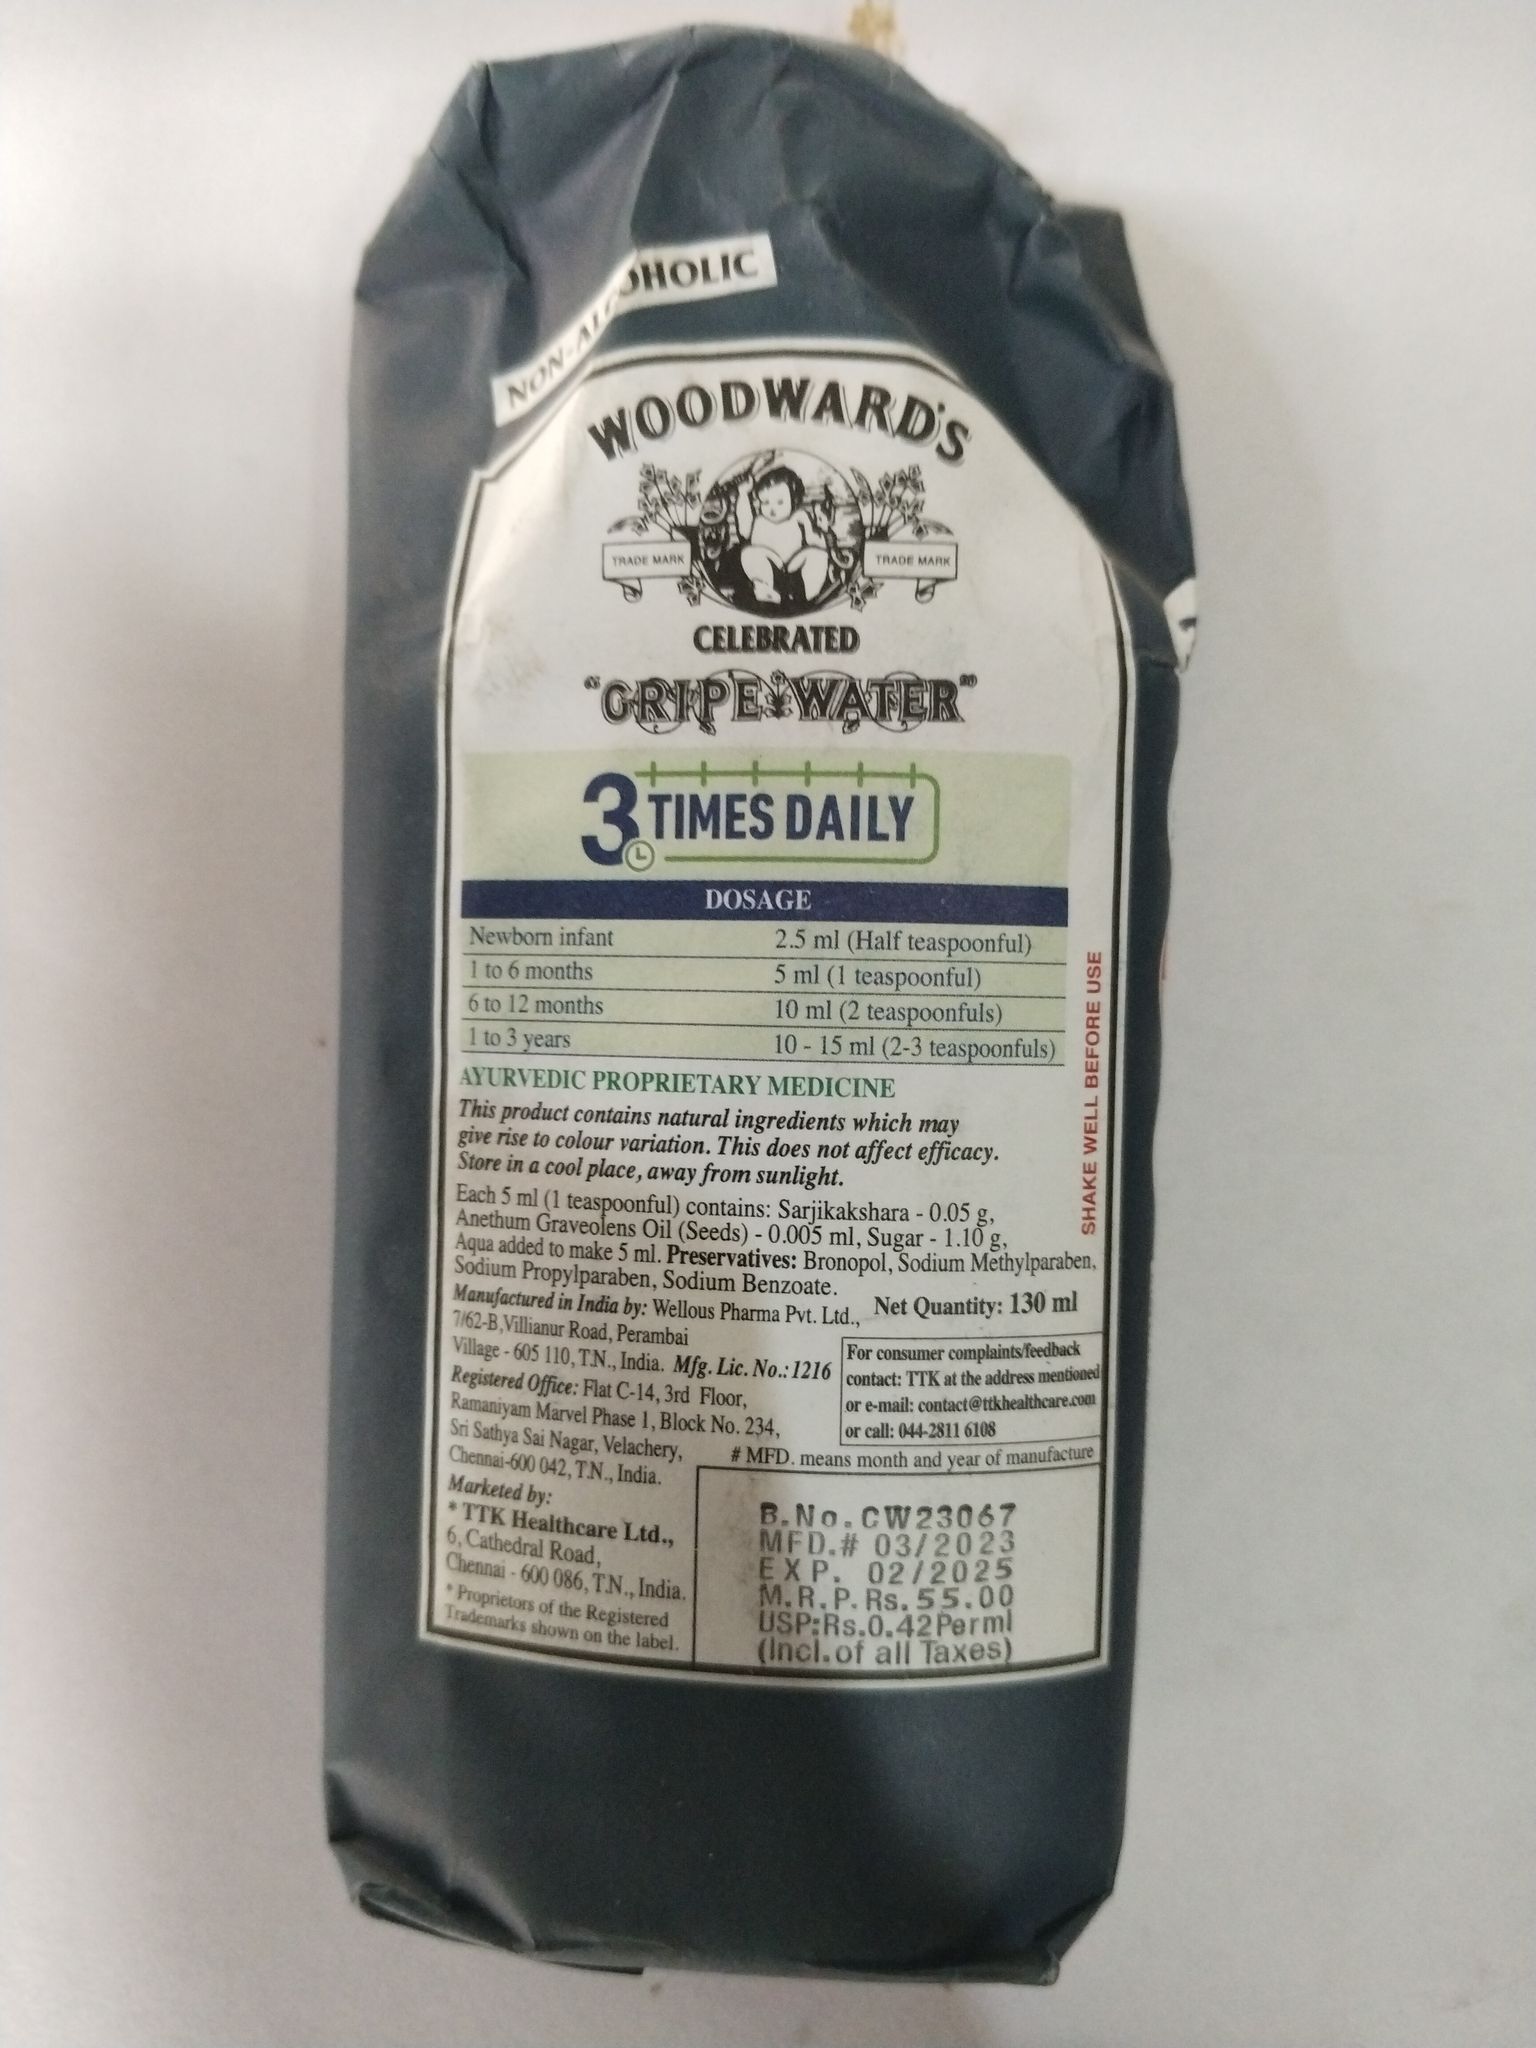 NON-ALCOHOLIC
WOODWARD'S
TRADE MARK
TRADE MARK
CELEBRATED
"GRIPE WATER"
3 TIMES DAILY
DOSAGE
Newborn infant 2.5 ml (Half teaspoonful)
1 to 6 months 5 ml (1 teaspoonful)
6 to 12 months 10 ml (2 teaspoonfuls)
1 to 3 years 10 - 15 ml (2-3 teaspoonfuls)
SHAKE WELL BEFORE USE
AYURVEDIC PROPRIETARY MEDICINE
This product contains natural ingredients which may
give rise to colour variation. This does not affect efficacy.
Store in a cool place, away from sunlight.
Each 5 ml (1 teaspoonful) contains: Sarjikakshara - 0.05 g,
Anethum Graveolens Oil (Seeds) - 0.005 ml, Sugar - 1.10 g,
Aqua added to make 5 ml. Preservatives: Bronopol, Sodium Methylparaben,
Sodium Propylparaben, Sodium Benzoate.
Net Quantity: 130 ml
Manufactured in India by: Wellous Pharma Pvt. Ltd.,
7/62-B, Villianur Road, Perambai
Village - 605 110, T.N., India. Mfg. Lic. No.: 1216
Registered Office: Flat C-14, 3rd Floor,
Ramaniyam Marvel Phase 1, Block No. 234,
Sri Sathya Sai Nagar, Velachery,
Chennai-600 042, T.N., India.
Marketed by:
* TTK Healthcare Ltd.,
6, Cathedral Road,
Chennai - 600 086, T.N., India.
* Proprietors of the Registered
Trademarks shown on the label.
For consumer complaints/feedback
contact: TTK at the address mentioned
or e-mail: contact@ttkhealthcare.com
or call: 044-2811 6108
# MFD. means month and year of manufacture
B.No. CW23067
MFD.# 03/2023
EXP. 02/2025
M.R.P. Rs. 55.00
USP:Rs.0.42Perml
(Incl.of all Taxes)